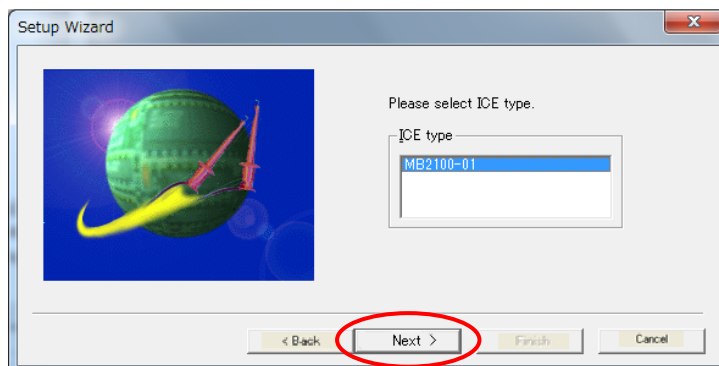 Setup Wizard
Please select ICE type.
ICE type
MB2100-01
< Back
Next >
Finish
Cancel